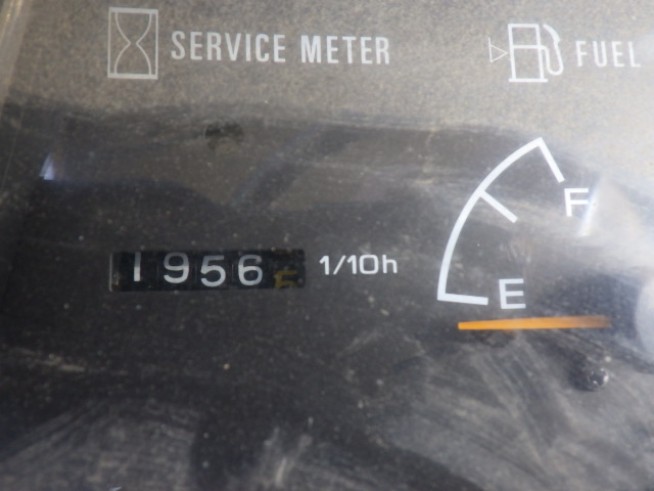 SERVICE METER
FUEL
F
1956
1/10h
E